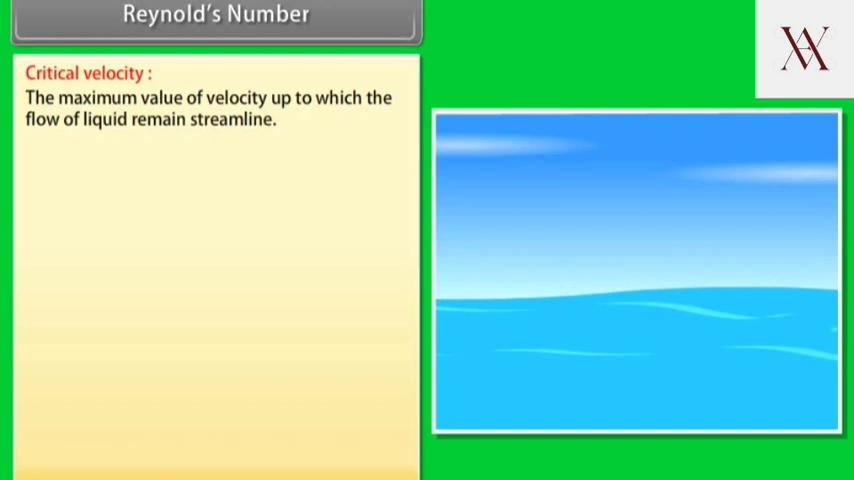 Reynold's Number
Critical velocity :
The maximum value of velocity up to which the
flow of liquid remain streamline.